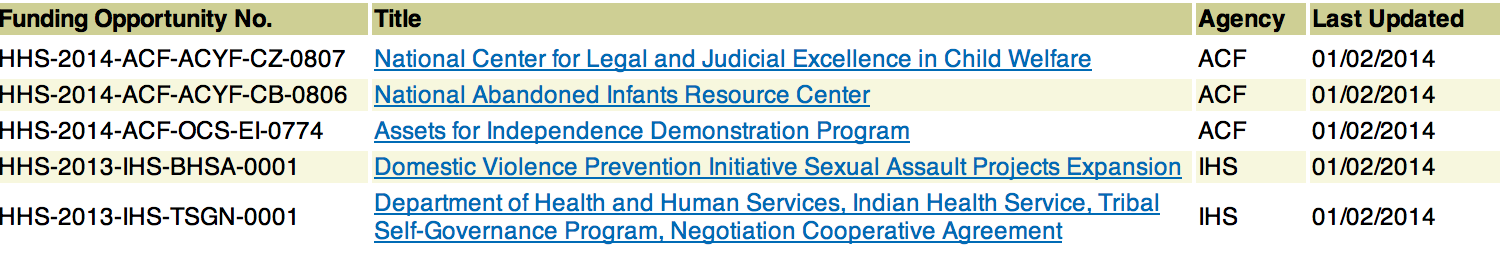 Funding Opportunity No. Title Agency Last Updated
HHS-2014-ACF-ACYF-CZ-0807 National Center for Legal and Judicial Excellence in Child Welfare ACF 01/02/2014
HHS-2014-ACF-ACYF-CB-0806 National Abandoned Infants Resource Center ACF 01/02/2014
HHS-2014-ACF-OCS-EI-0774 Assets for Independence Demonstration Program ACF 01/02/2014
HHS-2013-IHS-BHSA-0001 Domestic Violence Prevention Initiative Sexual Assault Projects Expansion IHS 01/02/2014
HHS-2013-IHS-TSGN-0001 Department of Health and Human Services, Indian Health Service, Tribal
Self-Governance Program, Negotiation Cooperative Agreement IHS 01/02/2014